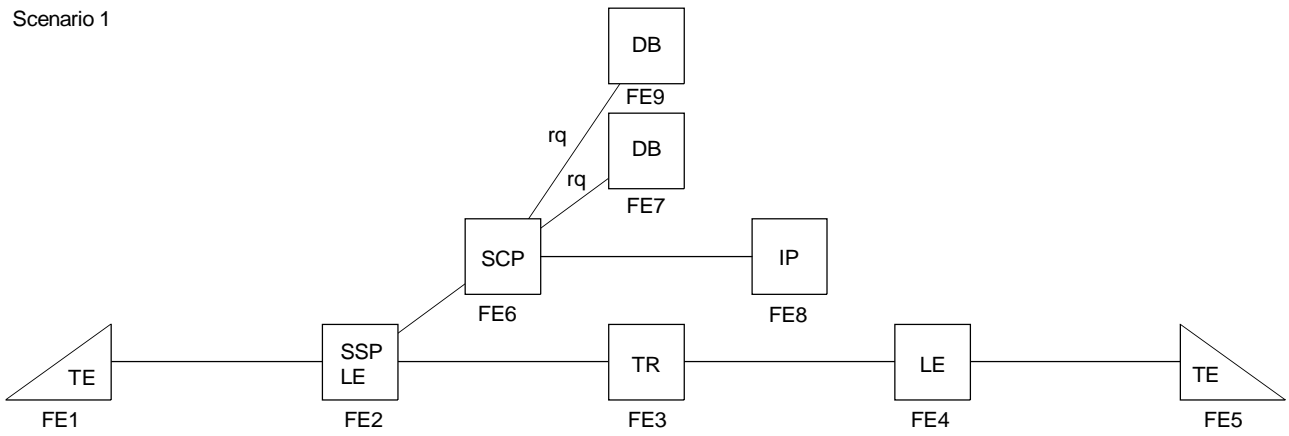 Scenario 1
DB
FE9
rq
DB
rq
FE7
SCP
IP
FE6
FE8
TE
SSP
LE
TR
LE
TE
FE1
FE2
FE3
FE4
FE5